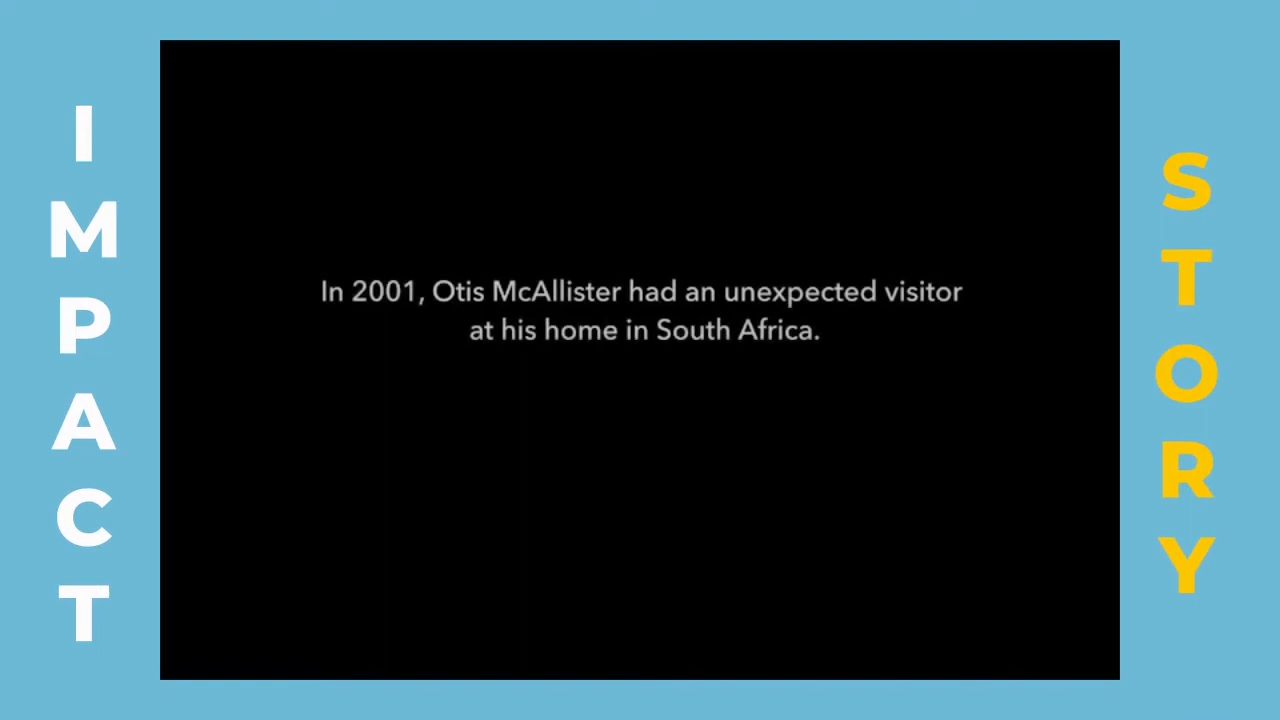 IMPACT
In 2001, Otis McAllister had an unexpected visitor
at his home in South Africa.
STORY